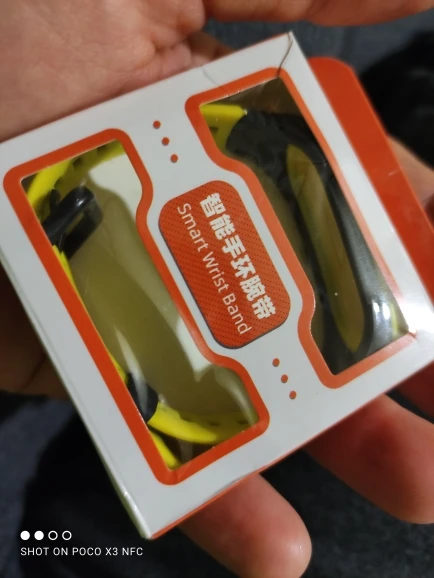 智能手环腕带
Smart Wrist Band
SHOT ON POCO X3 NFC